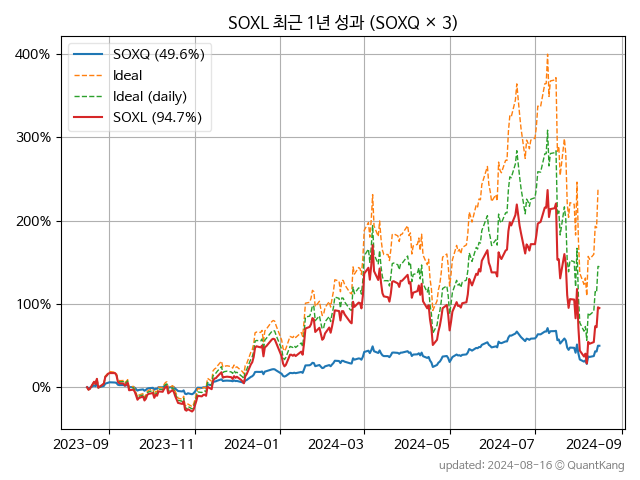 SOXL 최근 1년 성과 (SOXQ × 3)
SOXQ (49.6%)
Ideal
Ideal (daily)
SOXL (94.7%)
400%
300%
200%
100%
0%
2023-09 2023-11 2024-01 2024-03 2024-05 2024-07 2024-09
updated: 2024-08-16 © QuantKang